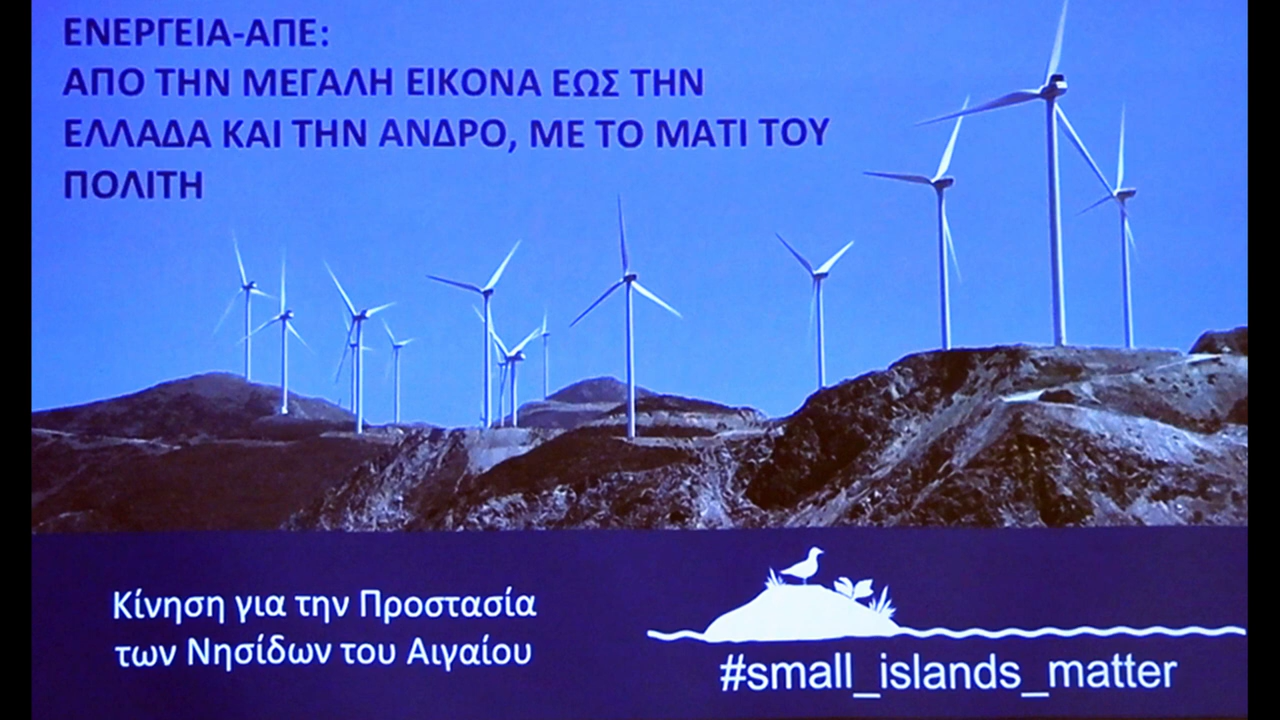 ΕΝΕΡΓΕΙΑ-ΑΠΕ:
ΑΠΟ ΤΗΝ ΜΕΓΑΛΗ ΕΙΚΟΝΑ ΕΩΣ ΤΗΝ
ΕΛΛΑΔΑ ΚΑΙ ΤΗΝ ΑΝΔΡΟ, ΜΕ ΤΟ ΜΑΤΙ ΤΟΥ
ΠΟΛΙΤΗ
Κίνηση για την Προστασία
των Νησίδων του Αιγαίου
#small_islands_matter